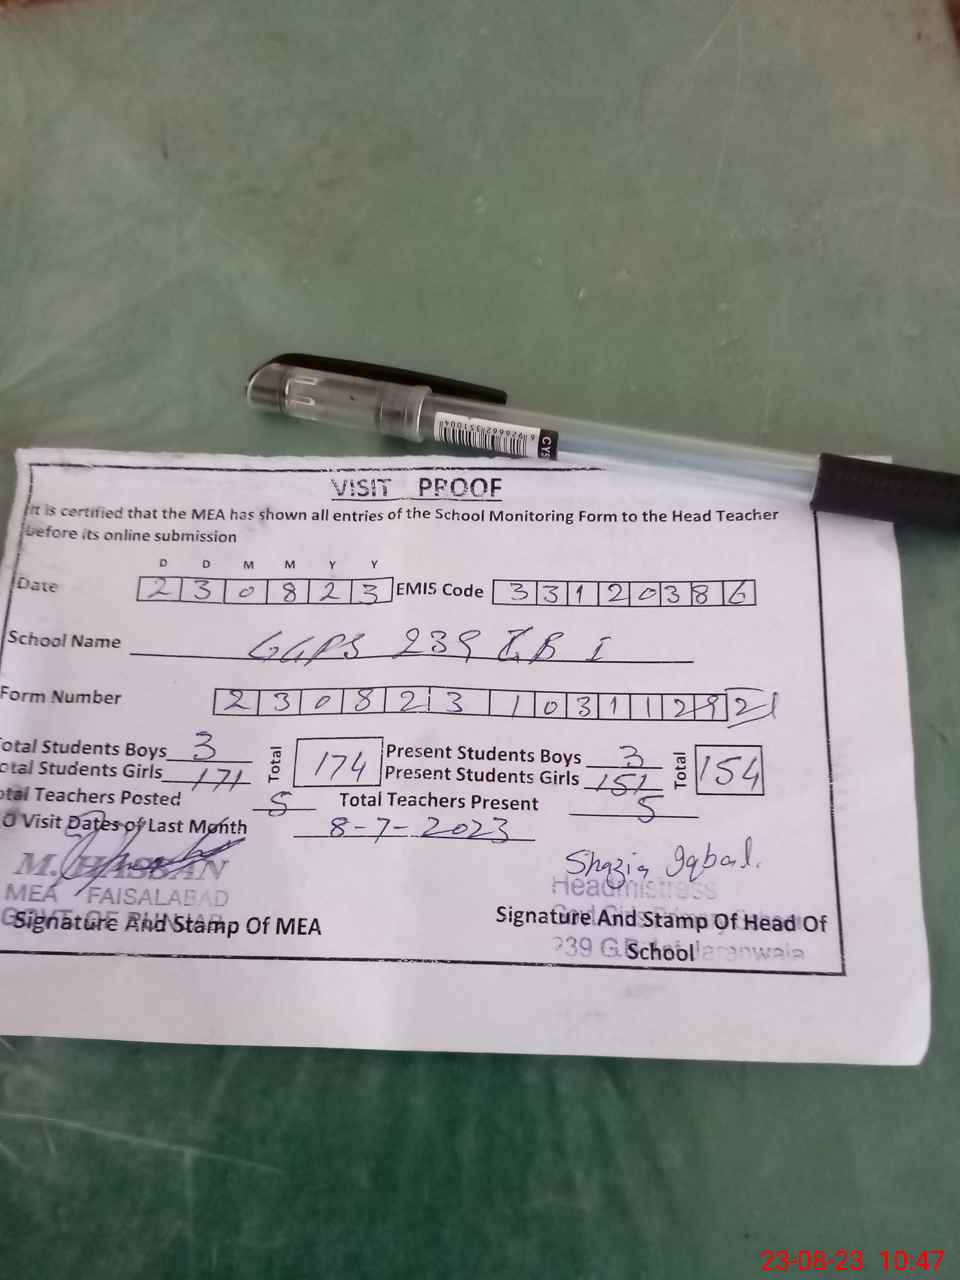 6926662351004
CYS
VISIT PROOF
It is certified that the MEA has shown all entries of the School Monitoring Form to the Head Teacher
before its online submission
D D M M Y Y
Date 2 3 0 8 2 3 EMIS Code 3 3 1 2 0 3 8 6
School Name GGPS 239 GB I
Form Number 2 3 0 8 2 3 1 0 3 1 1 2 9 2
otal Students Boys 3 Total 174 Present Students Boys 3 Total 154
otal Students Girls 171 Present Students Girls 151
otal Teachers Posted 5 Total Teachers Present 5
O Visit Dates of Last Month 8-7-2023
M. HASSAN
MEA FAISALABAD
GOVT. OF PUNJAB
Signature And Stamp Of MEA
Shazia Iqbal.
Headmistress
Signature And Stamp Of Head Of
School
239 G.B
23-08-23 10:47